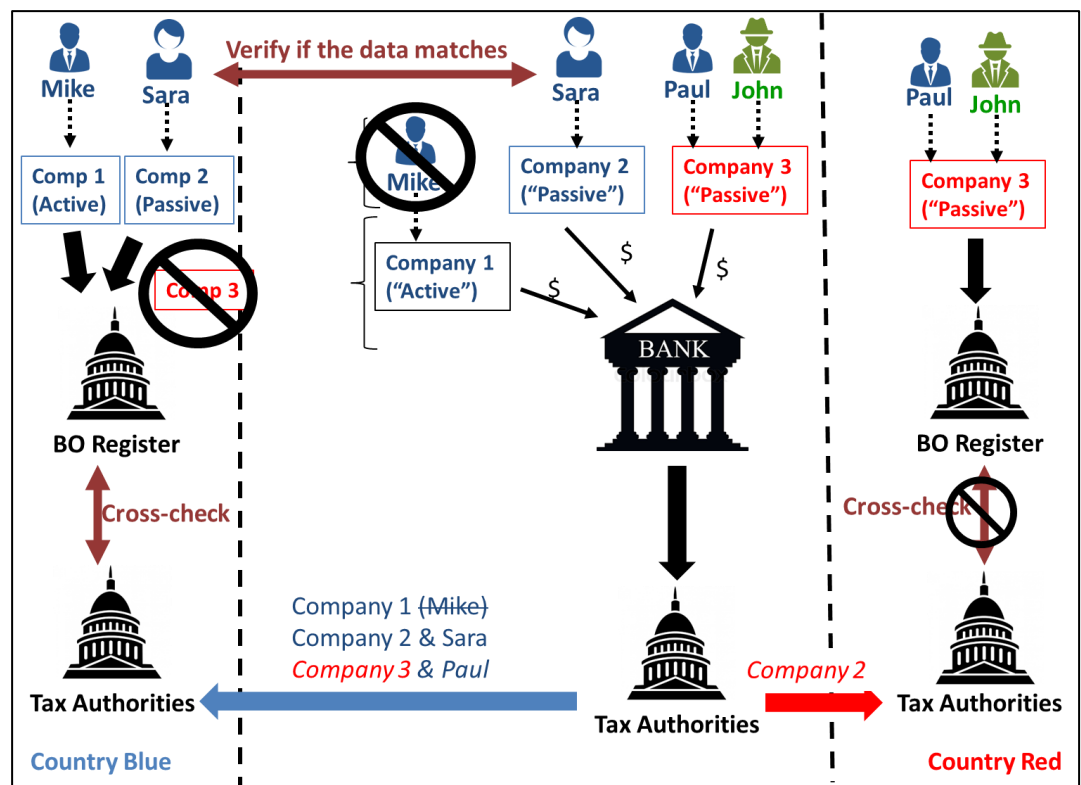 Verify if the data matches
Mike
Sara
Sara
Paul
John
Paul
John
Comp 1
(Active)
Comp 2
(Passive)
Mike
Company 2
(“Passive”)
Company 3
(“Passive”)
Company 3
(“Passive”)
Comp 3
Company 1
(“Active”)
$
$
$
BANK
BO Register
BO Register
Cross-check
Cross-check
Company 1 (Mike)
Company 2 & Sara
Company 3 & Paul
Company 2
Tax Authorities
Tax Authorities
Tax Authorities
Country Blue
Country Red